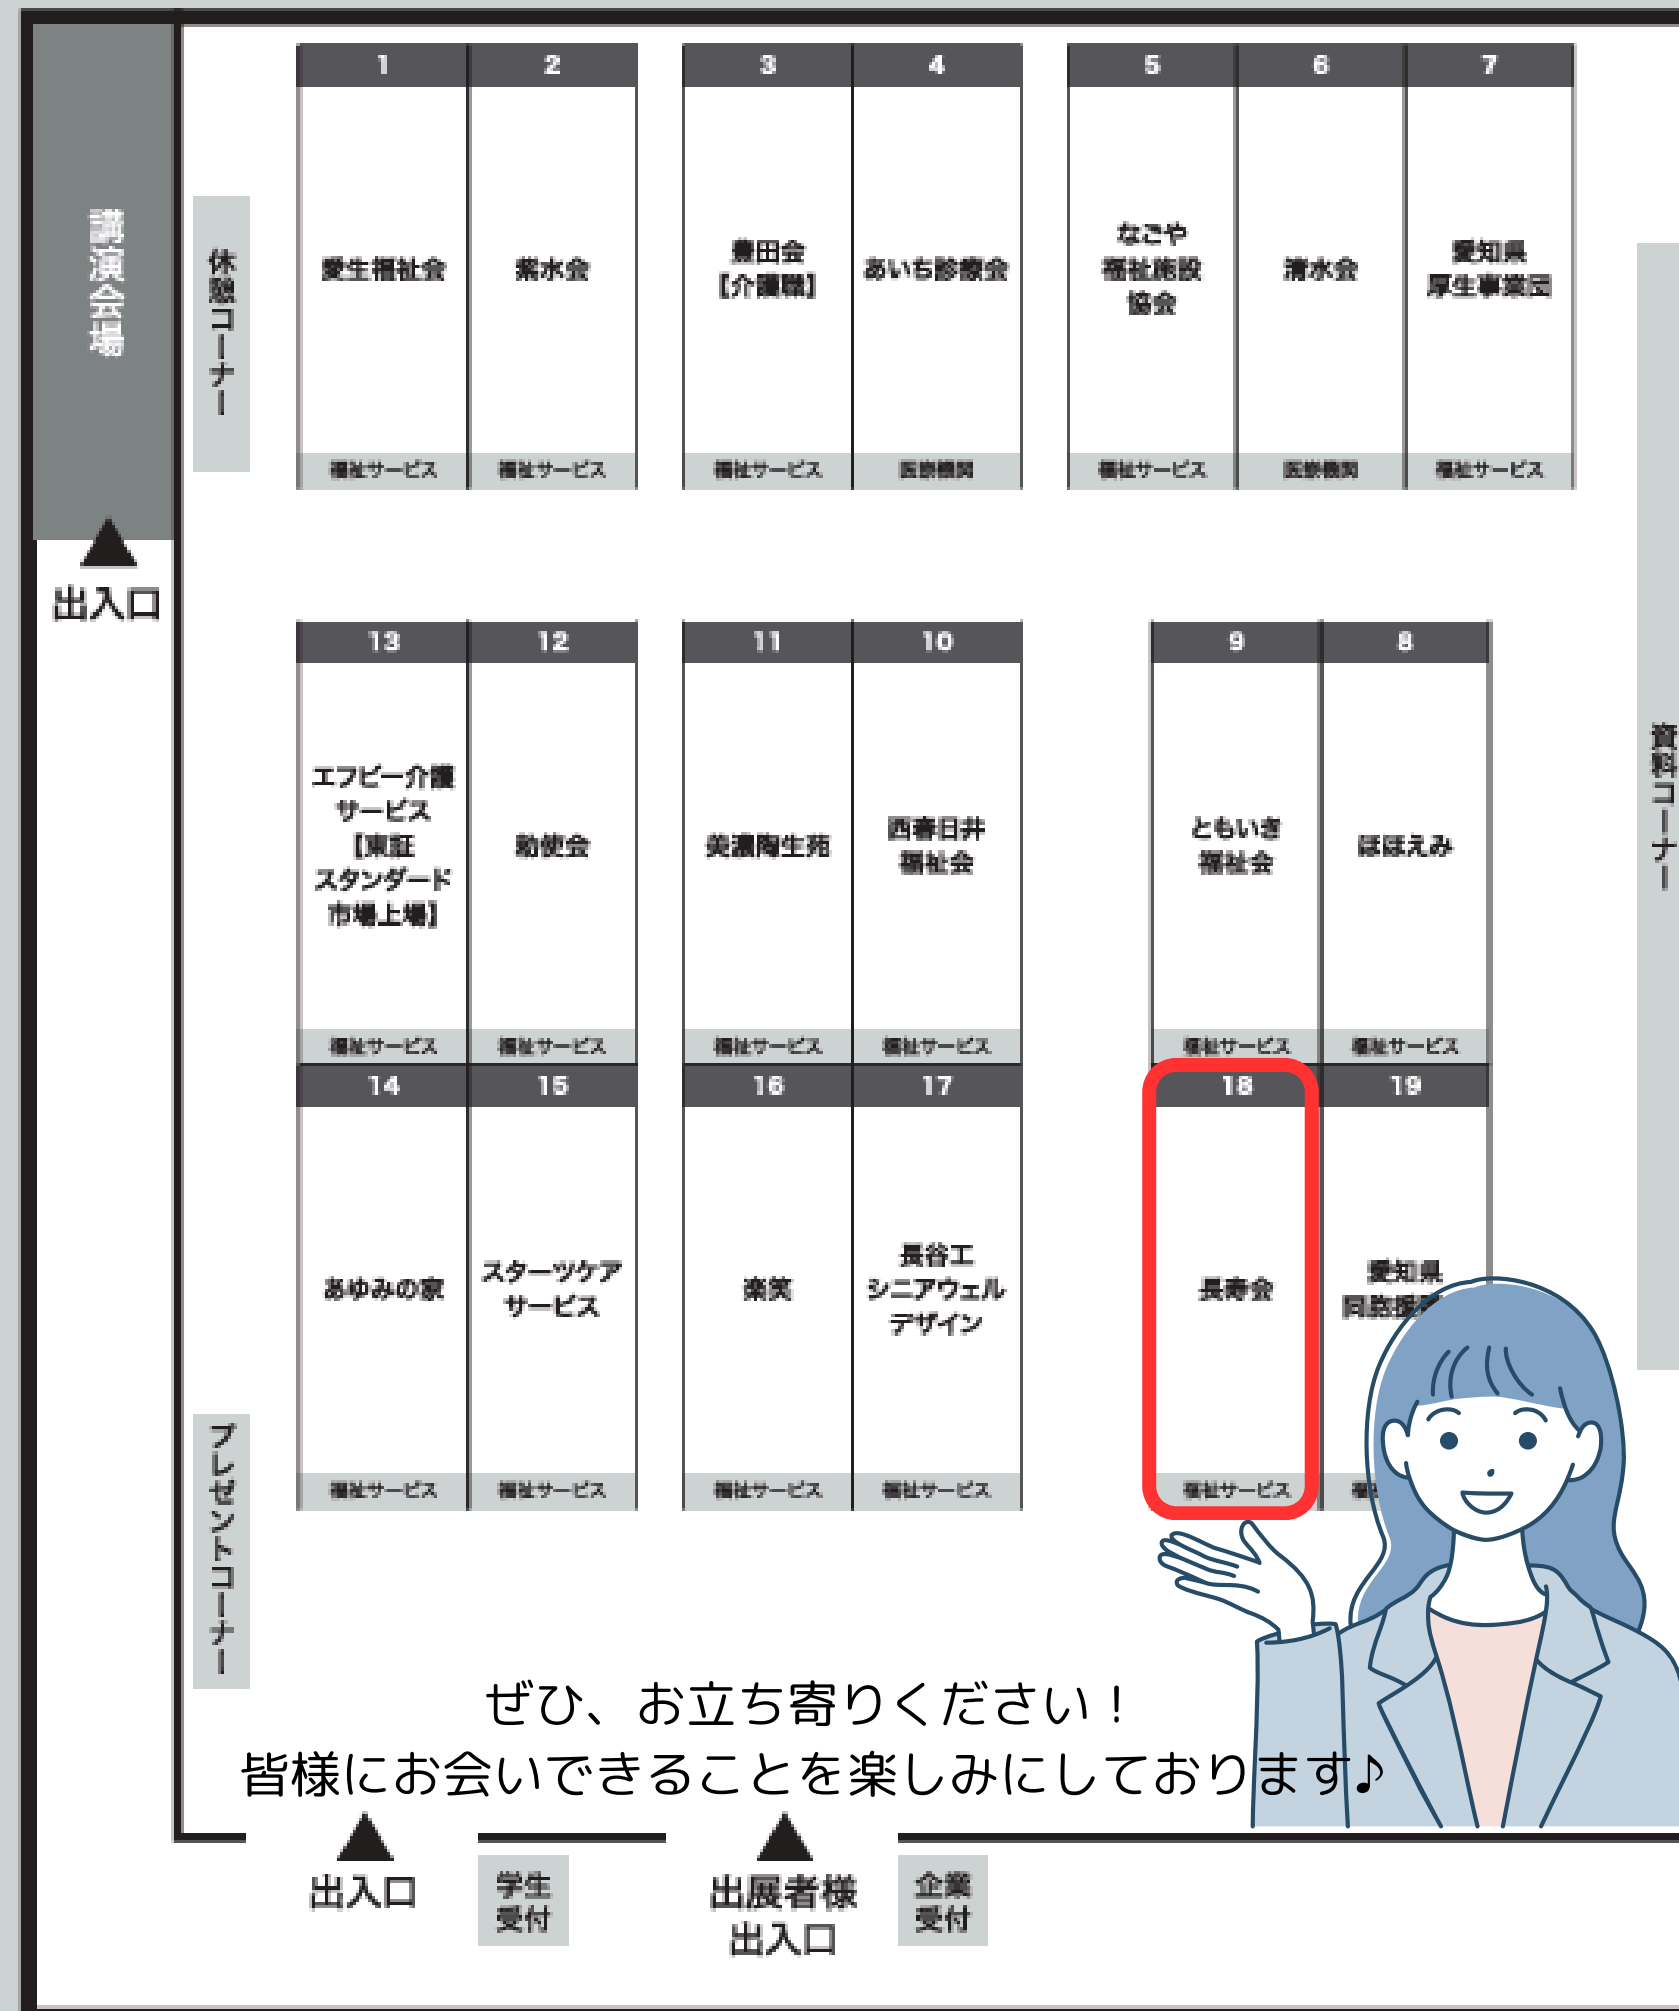 講演会場
出入口
休憩コーナー
1
愛生福祉会
福祉サービス
2
紫水会
福祉サービス
3
豊田会
【介護職】
福祉サービス
4
あいち診療会
医療機関
5
なごや
福祉施設
協会
福祉サービス
6
清水会
医療機関
7
愛知県
厚生事業団
福祉サービス
資料コーナー
13
エフビー介護
サービス
【東証
スタンダード
市場上場】
福祉サービス
12
勅使会
福祉サービス
11
美濃陶生苑
福祉サービス
10
西春日井
福祉会
福祉サービス
9
ともいき
福祉会
福祉サービス
8
ほほえみ
福祉サービス
14
あゆみの家
福祉サービス
15
スターツケア
サービス
福祉サービス
16
楽笑
福祉サービス
17
長谷工
シニアウェル
デザイン
福祉サービス
18
長寿会
福祉サービス
19
愛知県
同胞援
福
プレゼントコーナー
ぜひ、お立ち寄りください！
皆様にお会いできることを楽しみにしております♪
出入口
学生
受付
出展者様
出入口
企業
受付